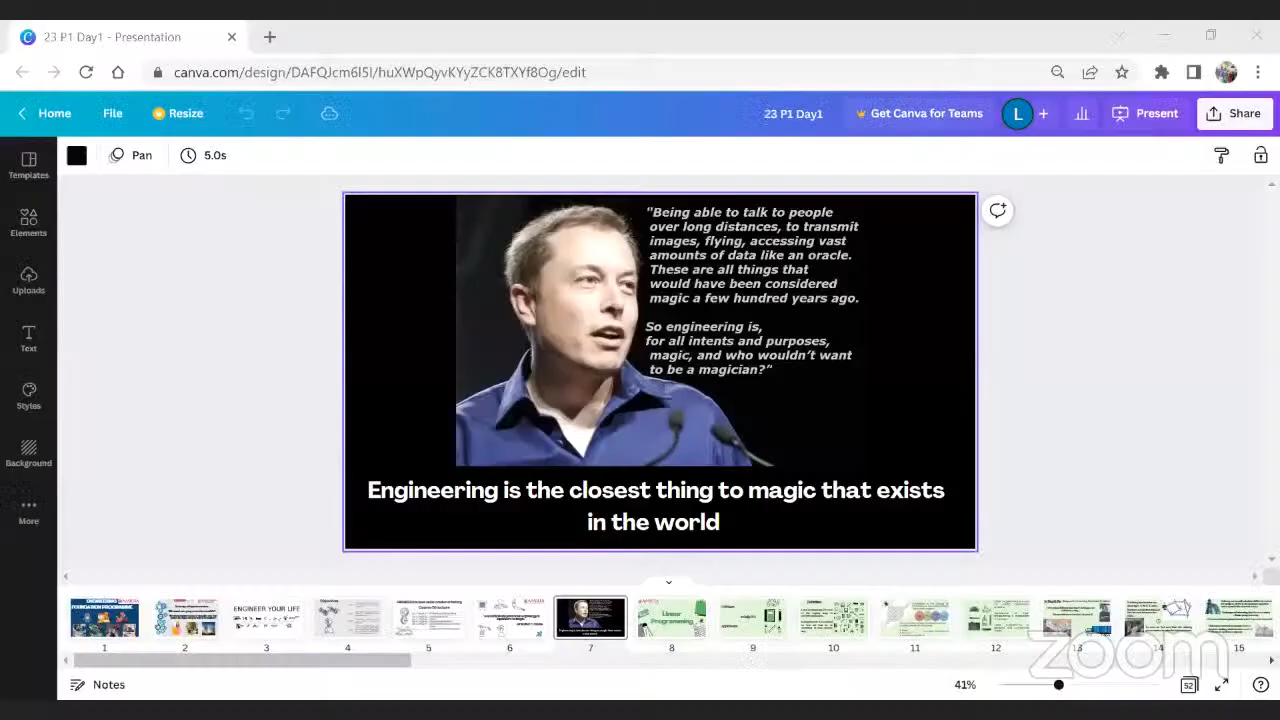 23 P1 Day1 - Presentation
canva.com/design/DAFQJcm6I5I/huXWpQyvKYyZCK8TXYf8Og/edit
Home File Resize 23 P1 Day1 Get Canva for Teams L Present Share
Pan 5.0s
Templates
Elements
Uploads
Text
Styles
Background
More
"Being able to talk to people
over long distances, to transmit
images, flying, accessing vast
amounts of data like an oracle.
These are all things that
would have been considered
magic a few hundred years ago.
So engineering is,
for all intents and purposes,
magic, and who wouldn't want
to be a magician?"
Engineering is the closest thing to magic that exists
in the world
FOUNDATION PROGRAMME
ENGINEER YOUR LIFE
Linear
Programming
1 2 3 4 5 6 7 8 9 10 11 12 13 14 15
zoom
Notes 41% 92